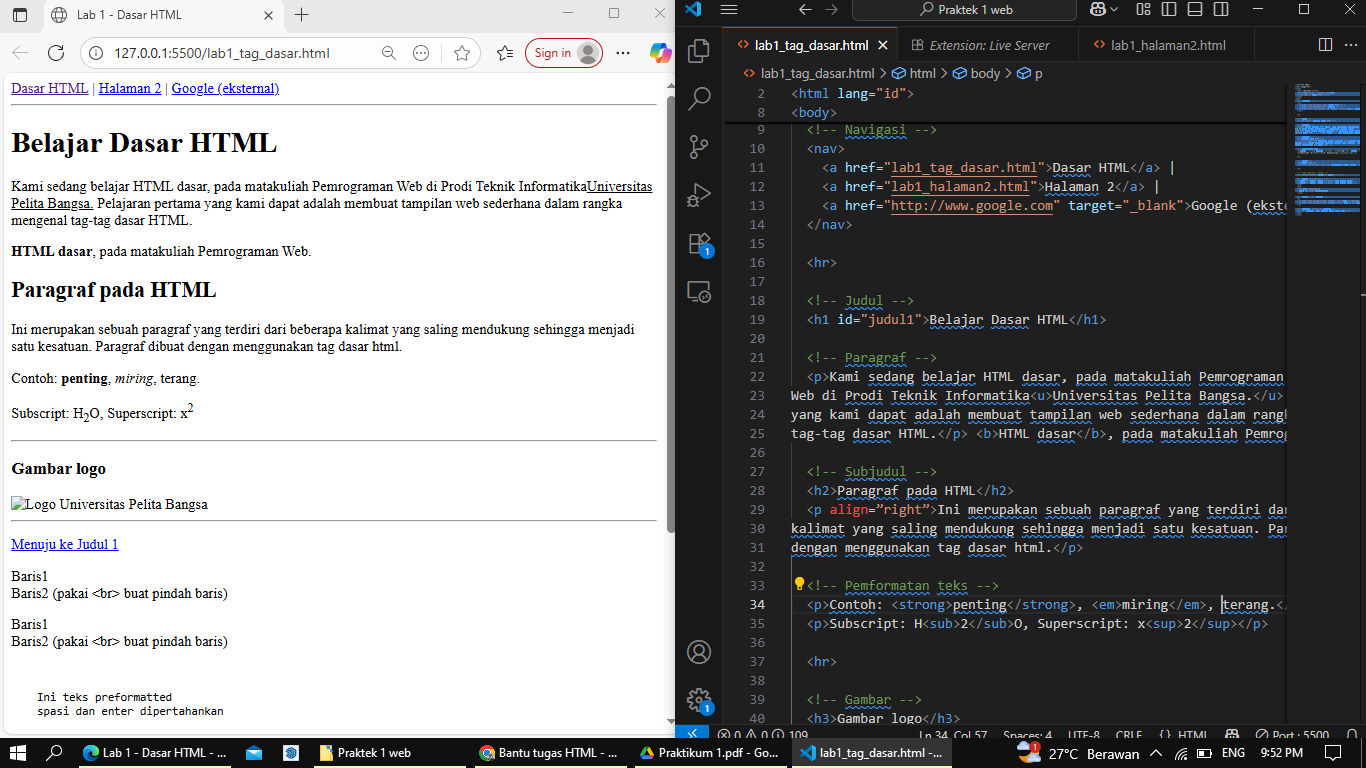 Lab 1 - Dasar HTML
127.0.0.1:5500/lab1_tag_dasar.html
Sign in
Dasar HTML | Halaman 2 | Google (eksternal)
Belajar Dasar HTML
Kami sedang belajar HTML dasar, pada matakuliah Pemrograman Web di Prodi Teknik InformatikaUniversitas
Pelita Bangsa. Pelajaran pertama yang kami dapat adalah membuat tampilan web sederhana dalam rangka
mengenal tag-tag dasar HTML.
HTML dasar, pada matakuliah Pemrograman Web.
Paragraf pada HTML
Ini merupakan sebuah paragraf yang terdiri dari beberapa kalimat yang saling mendukung sehingga menjadi
satu kesatuan. Paragraf dibuat dengan menggunakan tag dasar html.
Contoh: penting, miring, terang.
Subscript: H2O, Superscript: x2
Gambar logo
Logo Universitas Pelita Bangsa
Menuju ke Judul 1
Baris1
Baris2 (pakai <br> buat pindah baris)
Baris1
Baris2 (pakai <br> buat pindah baris)
Ini teks preformatted
spasi dan enter dipertahankan
Praktek 1 web
lab1_tag_dasar.html
Extension: Live Server
lab1_halaman2.html
lab1_tag_dasar.html > html > body > p
2 <html lang="id">
8 <body>
9 <!-- Navigasi -->
10 <nav>
11 <a href="lab1_tag_dasar.html">Dasar HTML</a> |
12 <a href="lab1_halaman2.html">Halaman 2</a> |
13 <a href="http://www.google.com" target="_blank">Google (ekste
14 </nav>
15
16 <hr>
17
18 <!-- Judul -->
19 <h1 id="judul1">Belajar Dasar HTML</h1>
20
21 <!-- Paragraf -->
22 <p>Kami sedang belajar HTML dasar, pada matakuliah Pemrograman
23 Web di Prodi Teknik Informatika<u>Universitas Pelita Bangsa.</u>
24 yang kami dapat adalah membuat tampilan web sederhana dalam rangk
25 tag-tag dasar HTML.</p> <b>HTML dasar</b>, pada matakuliah Pemrog
26
27 <!-- Subjudul -->
28 <h2>Paragraf pada HTML</h2>
29 <p align=”right”>Ini merupakan sebuah paragraf yang terdiri dar
30 kalimat yang saling mendukung sehingga menjadi satu kesatuan. Par
31 dengan menggunakan tag dasar html.</p>
32
33 <!-- Pemformatan teks -->
34 <p>Contoh: <strong>penting</strong>, <em>miring</em>, terang.</
35 <p>Subscript: H<sub>2</sub>O, Superscript: x<sup>2</sup></p>
36
37 <hr>
38
39 <!-- Gambar -->
40 <h3>Gambar logo</h3>
1
1
0 0 109 Ln 34, Col 57 Spaces: 4 UTF-8 CRLF {} HTML Port : 5500
Lab 1 - Dasar HTML - ...
Praktek 1 web
Bantu tugas HTML - ...
Praktikum 1.pdf - Go...
lab1_tag_dasar.html -...
1
27°C Berawan
ENG
9:52 PM